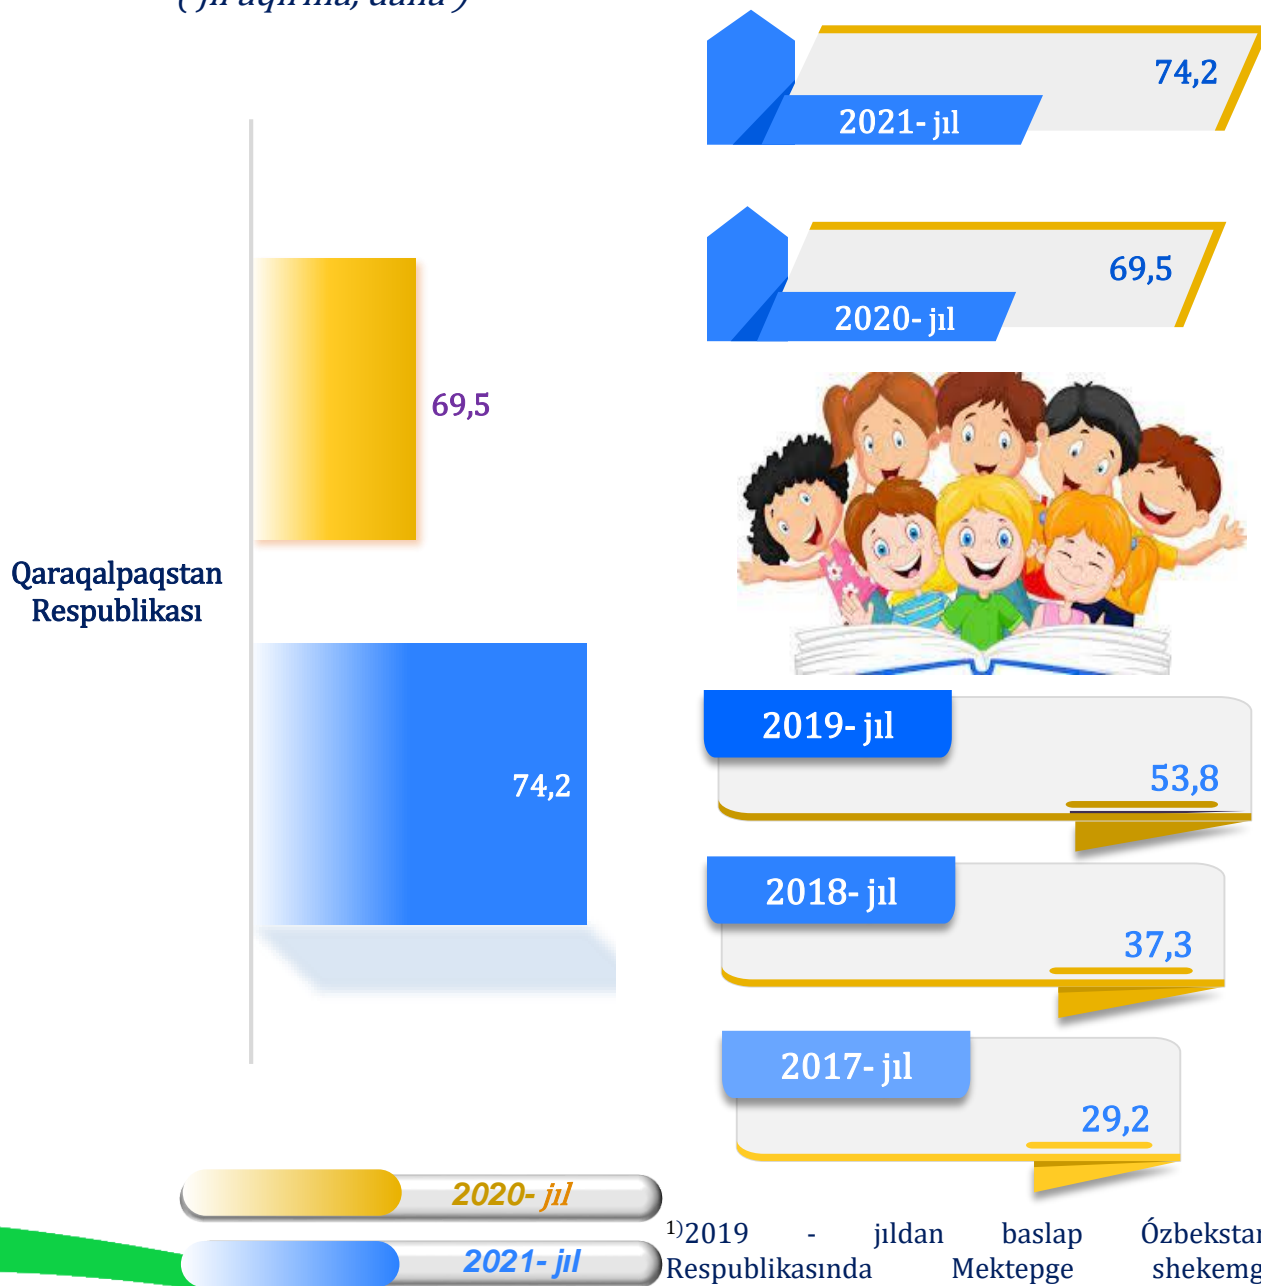 2021- jıl
74,2
2020- jıl
69,5
69,5
Qaraqalpaqstan
Respublikası
74,2
2019- jıl
53,8
2018- jıl
37,3
2017- jıl
29,2
2020- jıl
2021- jıl
1)2019 - jıldan baslap Ózbekstan
Respublikasında Mektepge